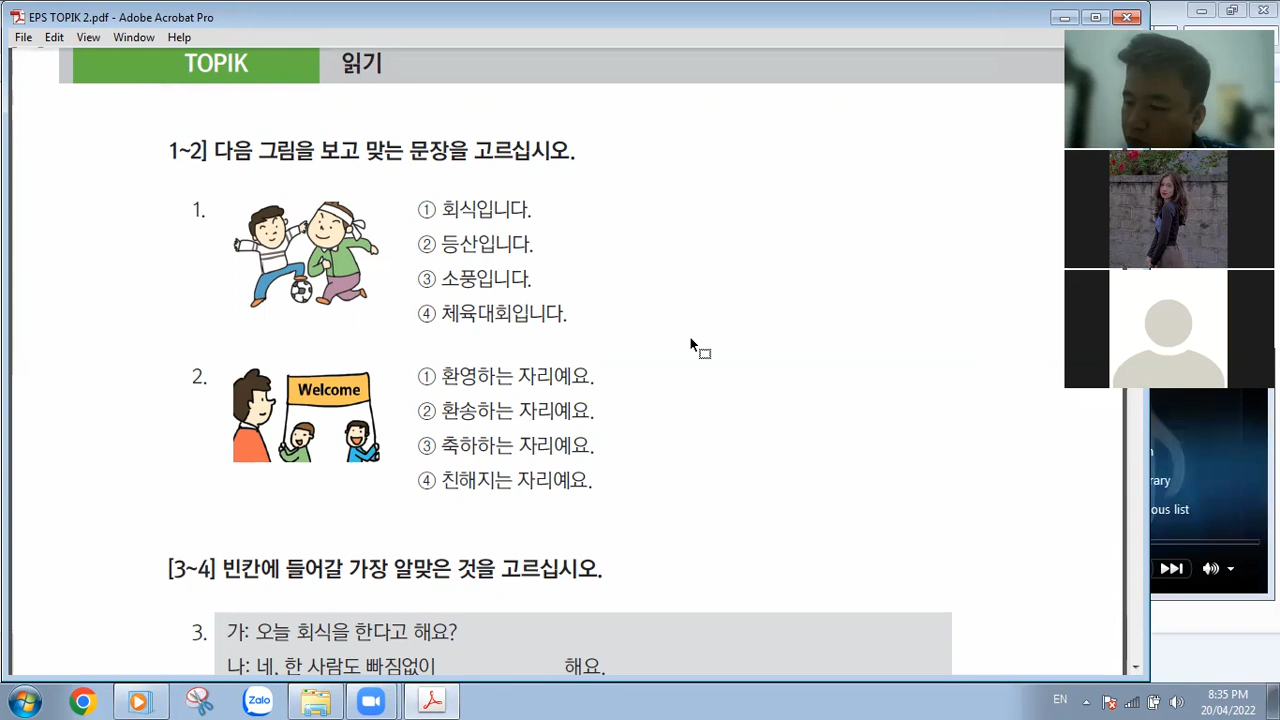 EPS TOPIK 2.pdf - Adobe Acrobat Pro
File Edit View Window Help
TOPIK 읽기
1~2] 다음 그림을 보고 맞는 문장을 고르십시오.
1.
① 회식입니다.
② 등산입니다.
③ 소풍입니다.
④ 체육대회입니다.
2.
Welcome
① 환영하는 자리예요.
② 환송하는 자리예요.
③ 축하하는 자리예요.
④ 친해지는 자리예요.
[3~4] 빈칸에 들어갈 가장 알맞은 것을 고르십시오.
3. 가: 오늘 회식을 한다고 해요?
나: 네. 한 사람도 빠짐없이 해요.
rary
ous list
Zalo
EN
8:35 PM
20/04/2022